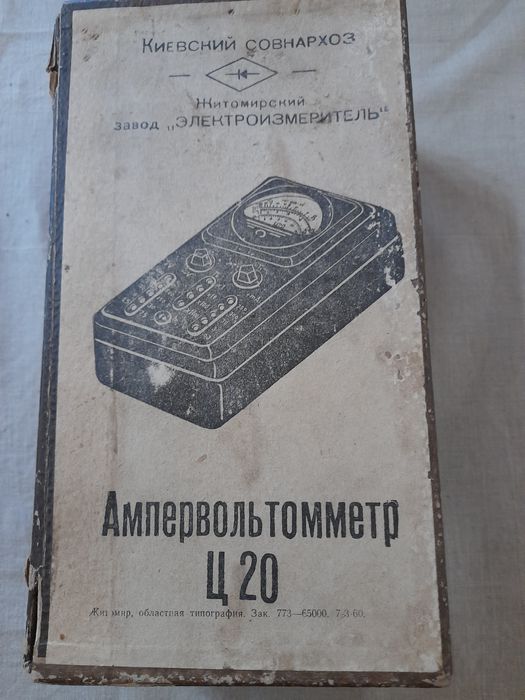 Киевский совнархоз
Житомирский
завод „ЭЛЕКТРОИЗМЕРИТЕЛЬ“
Ампервольтомметр
Ц 20
Житомир, областная типография. Зак. 773—65000. 7-3-60.